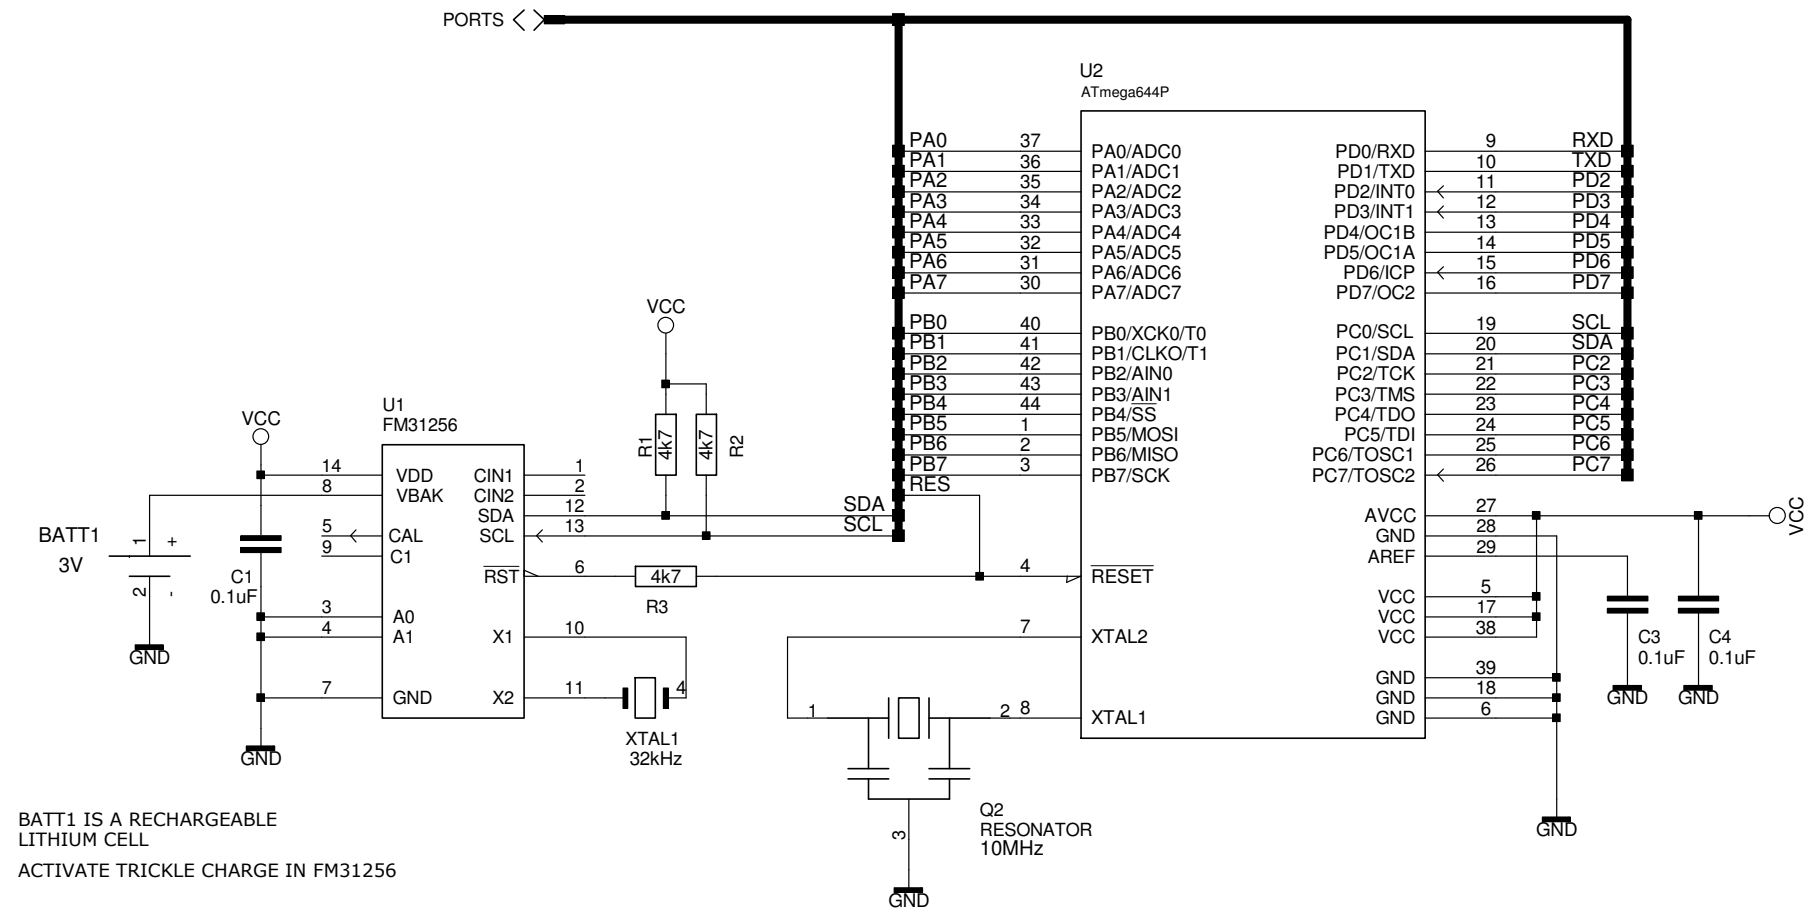 PORTS
U2
ATmega644P
PA0 37 PA0/ADC0
PA1 36 PA1/ADC1
PA2 35 PA2/ADC2
PA3 34 PA3/ADC3
PA4 33 PA4/ADC4
PA5 32 PA5/ADC5
PA6 31 PA6/ADC6
PA7 30 PA7/ADC7
PB0 40 PB0/XCK0/T0
PB1 41 PB1/CLKO/T1
PB2 42 PB2/AIN0
PB3 43 PB3/AIN1
PB4 44 PB4/SS
PB5 1 PB5/MOSI
PB6 2 PB6/MISO
PB7 3 PB7/SCK
RES
4 RESET
7 XTAL2
8 XTAL1
PD0/RXD 9 RXD
PD1/TXD 10 TXD
PD2/INT0 11 PD2
PD3/INT1 12 PD3
PD4/OC1B 13 PD4
PD5/OC1A 14 PD5
PD6/ICP 15 PD6
PD7/OC2 16 PD7
PC0/SCL 19 SCL
PC1/SDA 20 SDA
PC2/TCK 21 PC2
PC3/TMS 22 PC3
PC4/TDO 23 PC4
PC5/TDI 24 PC5
PC6/TOSC1 25 PC6
PC7/TOSC2 26 PC7
AVCC 27
GND 28
AREF 29
VCC 5
VCC 17
VCC 38
GND 39
GND 18
GND 6
VCC
C3
0.1uF
GND
C4
0.1uF
GND
GND
VCC
R1
4k7
4k7
R2
SDA
SCL
VCC
U1
FM31256
14 VDD
8 VBAK
5 CAL
9 C1
3 A0
4 A1
7 GND
CIN1 1
CIN2 2
SDA 12
SCL 13
RST 6
X1 10
X2 11
4k7
R3
4
XTAL1
32kHz
BATT1
3V
1 +
2 -
GND
C1
0.1uF
GND
1
2
3
Q2
RESONATOR
10MHz
GND
BATT1 IS A RECHARGEABLE
LITHIUM CELL
ACTIVATE TRICKLE CHARGE IN FM31256